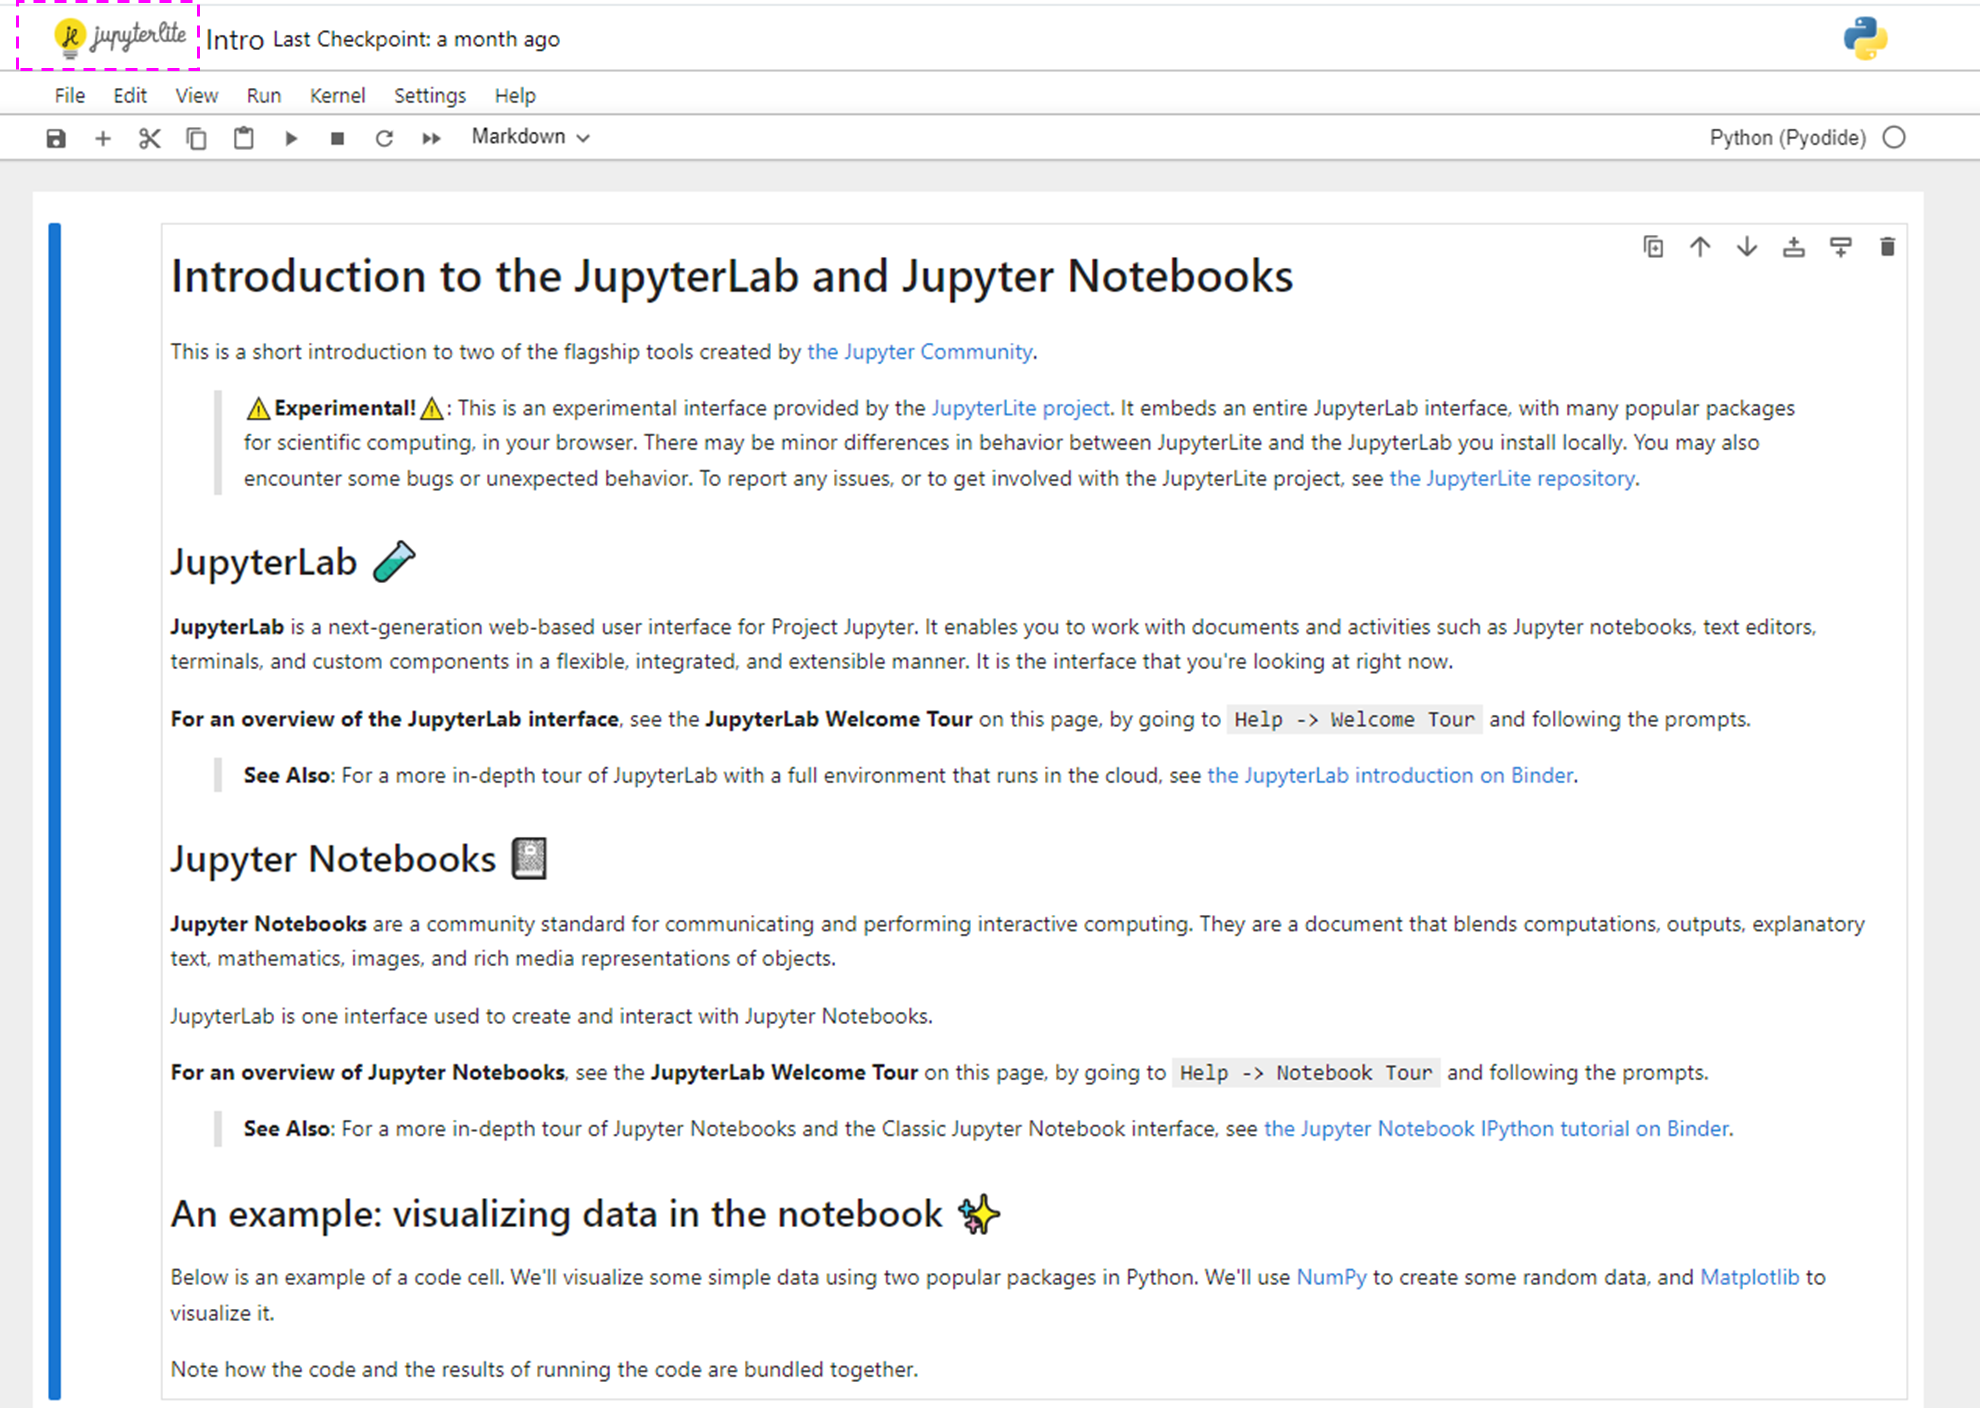 jupyterlite Intro Last Checkpoint: a month ago
File Edit View Run Kernel Settings Help
Markdown Python (Pyodide)
Introduction to the JupyterLab and Jupyter Notebooks
This is a short introduction to two of the flagship tools created by the Jupyter Community.
⚠️Experimental!⚠️: This is an experimental interface provided by the JupyterLite project. It embeds an entire JupyterLab interface, with many popular packages
for scientific computing, in your browser. There may be minor differences in behavior between JupyterLite and the JupyterLab you install locally. You may also
encounter some bugs or unexpected behavior. To report any issues, or to get involved with the JupyterLite project, see the JupyterLite repository.
JupyterLab 🧪
JupyterLab is a next-generation web-based user interface for Project Jupyter. It enables you to work with documents and activities such as Jupyter notebooks, text editors,
terminals, and custom components in a flexible, integrated, and extensible manner. It is the interface that you're looking at right now.
For an overview of the JupyterLab interface, see the JupyterLab Welcome Tour on this page, by going to Help -> Welcome Tour and following the prompts.
See Also: For a more in-depth tour of JupyterLab with a full environment that runs in the cloud, see the JupyterLab introduction on Binder.
Jupyter Notebooks 📓
Jupyter Notebooks are a community standard for communicating and performing interactive computing. They are a document that blends computations, outputs, explanatory
text, mathematics, images, and rich media representations of objects.
JupyterLab is one interface used to create and interact with Jupyter Notebooks.
For an overview of Jupyter Notebooks, see the JupyterLab Welcome Tour on this page, by going to Help -> Notebook Tour and following the prompts.
See Also: For a more in-depth tour of Jupyter Notebooks and the Classic Jupyter Notebook interface, see the Jupyter Notebook IPython tutorial on Binder.
An example: visualizing data in the notebook ✨
Below is an example of a code cell. We'll visualize some simple data using two popular packages in Python. We'll use NumPy to create some random data, and Matplotlib to
visualize it.
Note how the code and the results of running the code are bundled together.